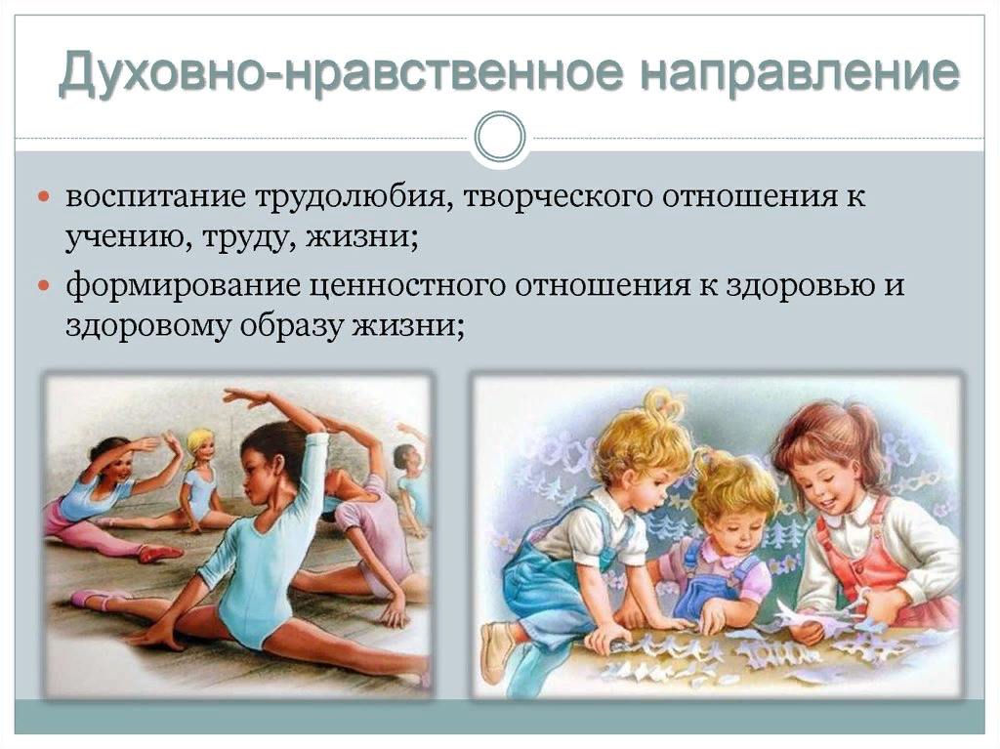 Духовно-нравственное направление
• воспитание трудолюбия, творческого отношения к
учению, труду, жизни;
• формирование ценностного отношения к здоровью и
здоровому образу жизни;